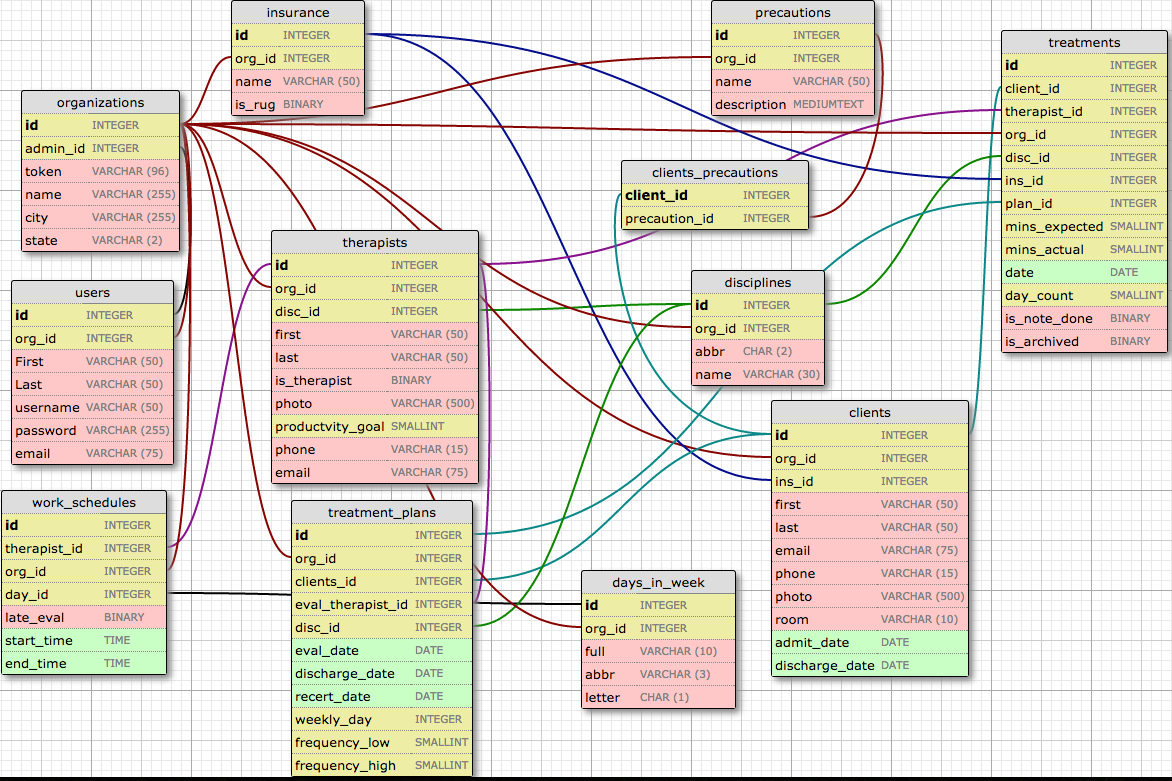 insurance
id INTEGER
org_id INTEGER
name VARCHAR (50)
is_rug BINARY
precautions
id INTEGER
org_id INTEGER
name VARCHAR (50)
description MEDIUMTEXT
treatments
id INTEGER
client_id INTEGER
therapist_id INTEGER
org_id INTEGER
disc_id INTEGER
ins_id INTEGER
plan_id INTEGER
mins_expected SMALLINT
mins_actual SMALLINT
date DATE
day_count SMALLINT
is_note_done BINARY
is_archived BINARY
organizations
id INTEGER
admin_id INTEGER
token VARCHAR (96)
name VARCHAR (255)
city VARCHAR (255)
state VARCHAR (2)
clients_precautions
client_id INTEGER
precaution_id INTEGER
therapists
id INTEGER
org_id INTEGER
disc_id INTEGER
first VARCHAR (50)
last VARCHAR (50)
is_therapist BINARY
photo VARCHAR (500)
productvity_goal SMALLINT
phone VARCHAR (15)
email VARCHAR (75)
disciplines
id INTEGER
org_id INTEGER
abbr CHAR (2)
name VARCHAR (30)
users
id INTEGER
org_id INTEGER
First VARCHAR (50)
Last VARCHAR (50)
username VARCHAR (50)
password VARCHAR (255)
email VARCHAR (75)
clients
id INTEGER
org_id INTEGER
ins_id INTEGER
first VARCHAR (50)
last VARCHAR (50)
email VARCHAR (75)
phone VARCHAR (15)
photo VARCHAR (500)
room VARCHAR (10)
admit_date DATE
discharge_date DATE
work_schedules
id INTEGER
therapist_id INTEGER
org_id INTEGER
day_id INTEGER
late_eval BINARY
start_time TIME
end_time TIME
treatment_plans
id INTEGER
org_id INTEGER
clients_id INTEGER
eval_therapist_id INTEGER
disc_id INTEGER
eval_date DATE
discharge_date DATE
recert_date DATE
weekly_day INTEGER
frequency_low SMALLINT
frequency_high SMALLINT
days_in_week
id INTEGER
org_id INTEGER
full VARCHAR (10)
abbr VARCHAR (3)
letter CHAR (1)